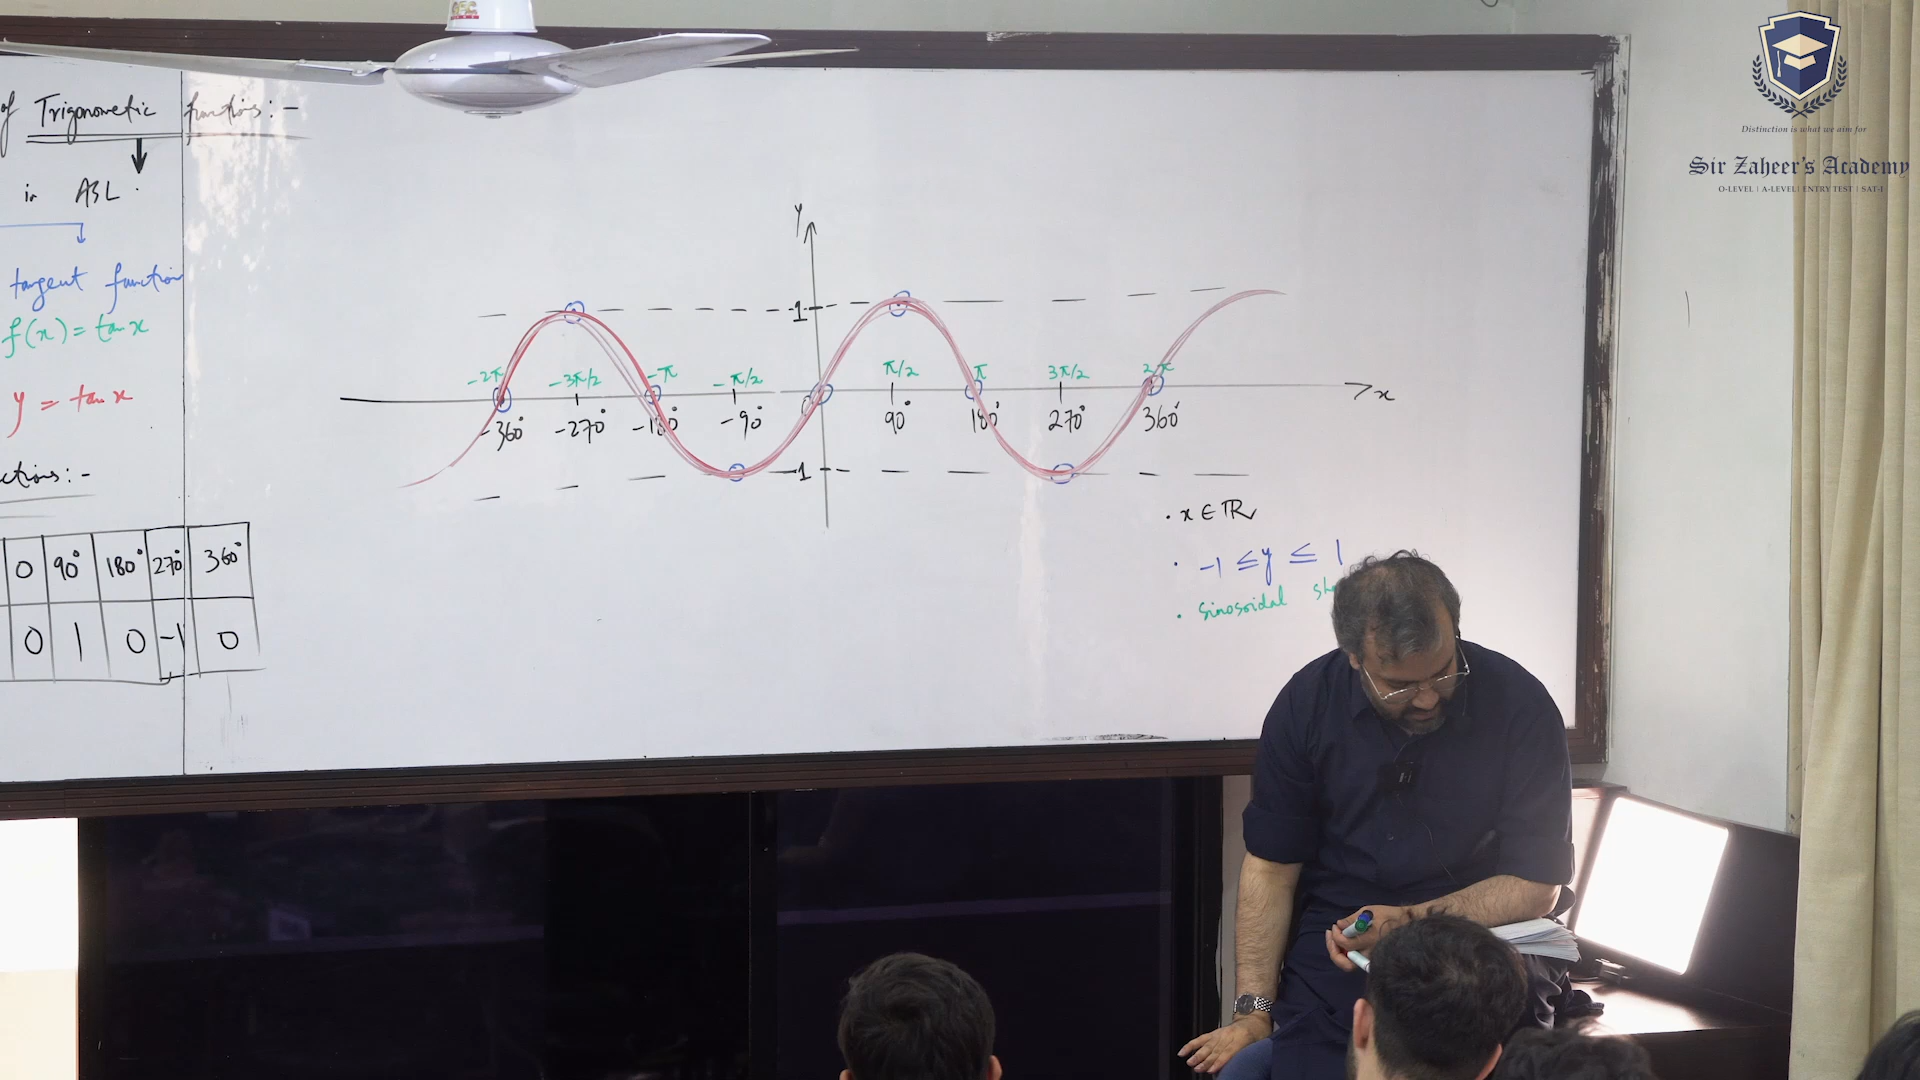 of Trigonometric functions:-
in ASL.
tangent function
f(x) = tan x
y = tan x
ctions:-
0 90° 180° 270° 360°
0 1 0 -1 0
y
1
-2π -3π/2 -π -π/2 π/2 π 3π/2 2π
x
-360° -270° -180° -90° 0 90° 180° 270° 360°
-1
. x ∈ ℝ
. -1 ≤ y ≤ 1
. Sinosoidal sh
Distinction is what we aim for
Sir Zaheer's Academy
O-LEVEL | A-LEVEL | ENTRY TEST | SAT-I